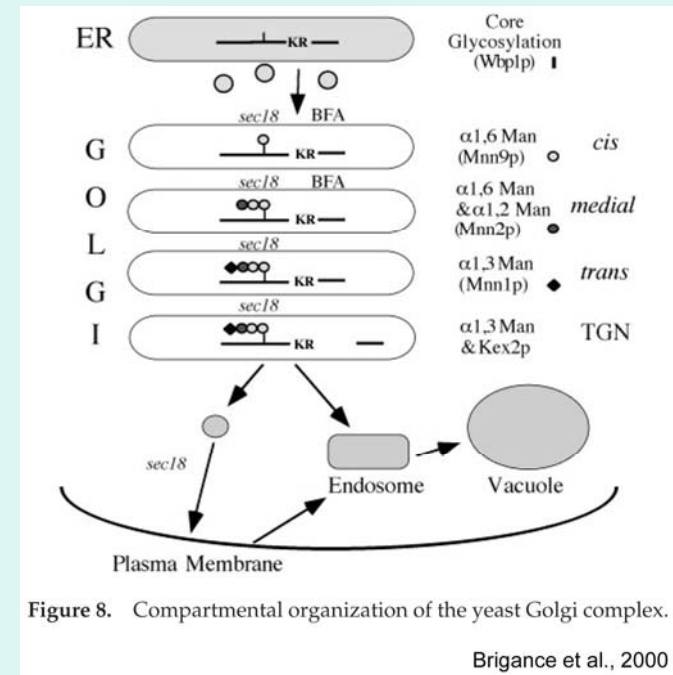 ER
KR
Core
Glycosylation
(Wbp1p)
sec18 BFA
G
KR
α1,6 Man
(Mnn9p)
cis
sec18 BFA
O
KR
α1,6 Man
&α1,2 Man
(Mnn2p)
medial
L
sec18
G
KR
α1,3 Man
(Mnn1p)
trans
sec18
I
KR
α1,3 Man
& Kex2p
TGN
sec18
Endosome
Vacuole
Plasma Membrane
Figure 8. Compartmental organization of the yeast Golgi complex.
Brigance et al., 2000